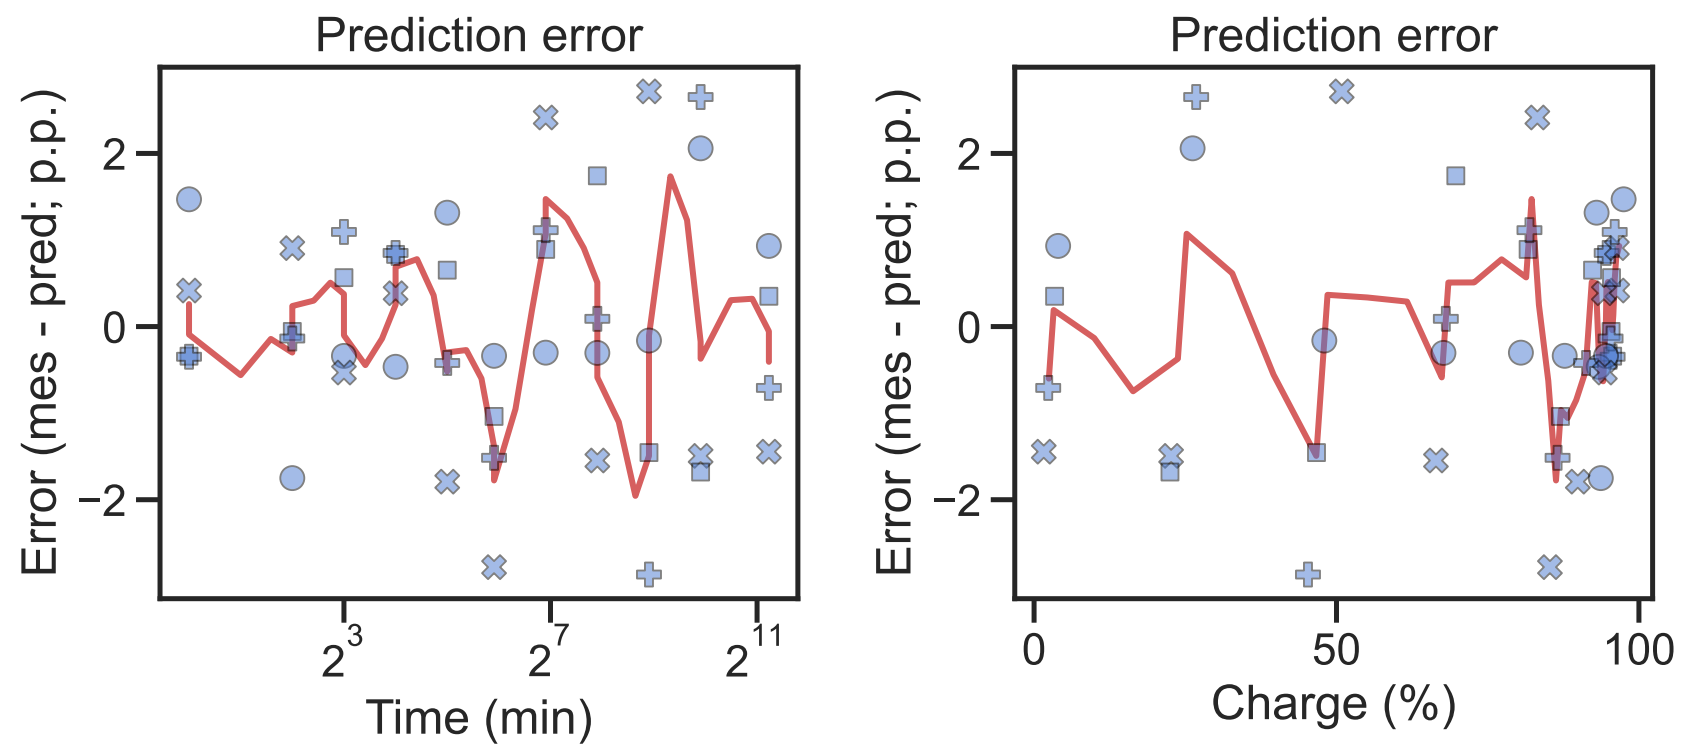 Prediction error
Error (mes - pred; p.p.)
2
0
−2
2^3
2^7
2^11
Time (min)
Prediction error
Error (mes - pred; p.p.)
2
0
−2
0
50
100
Charge (%)